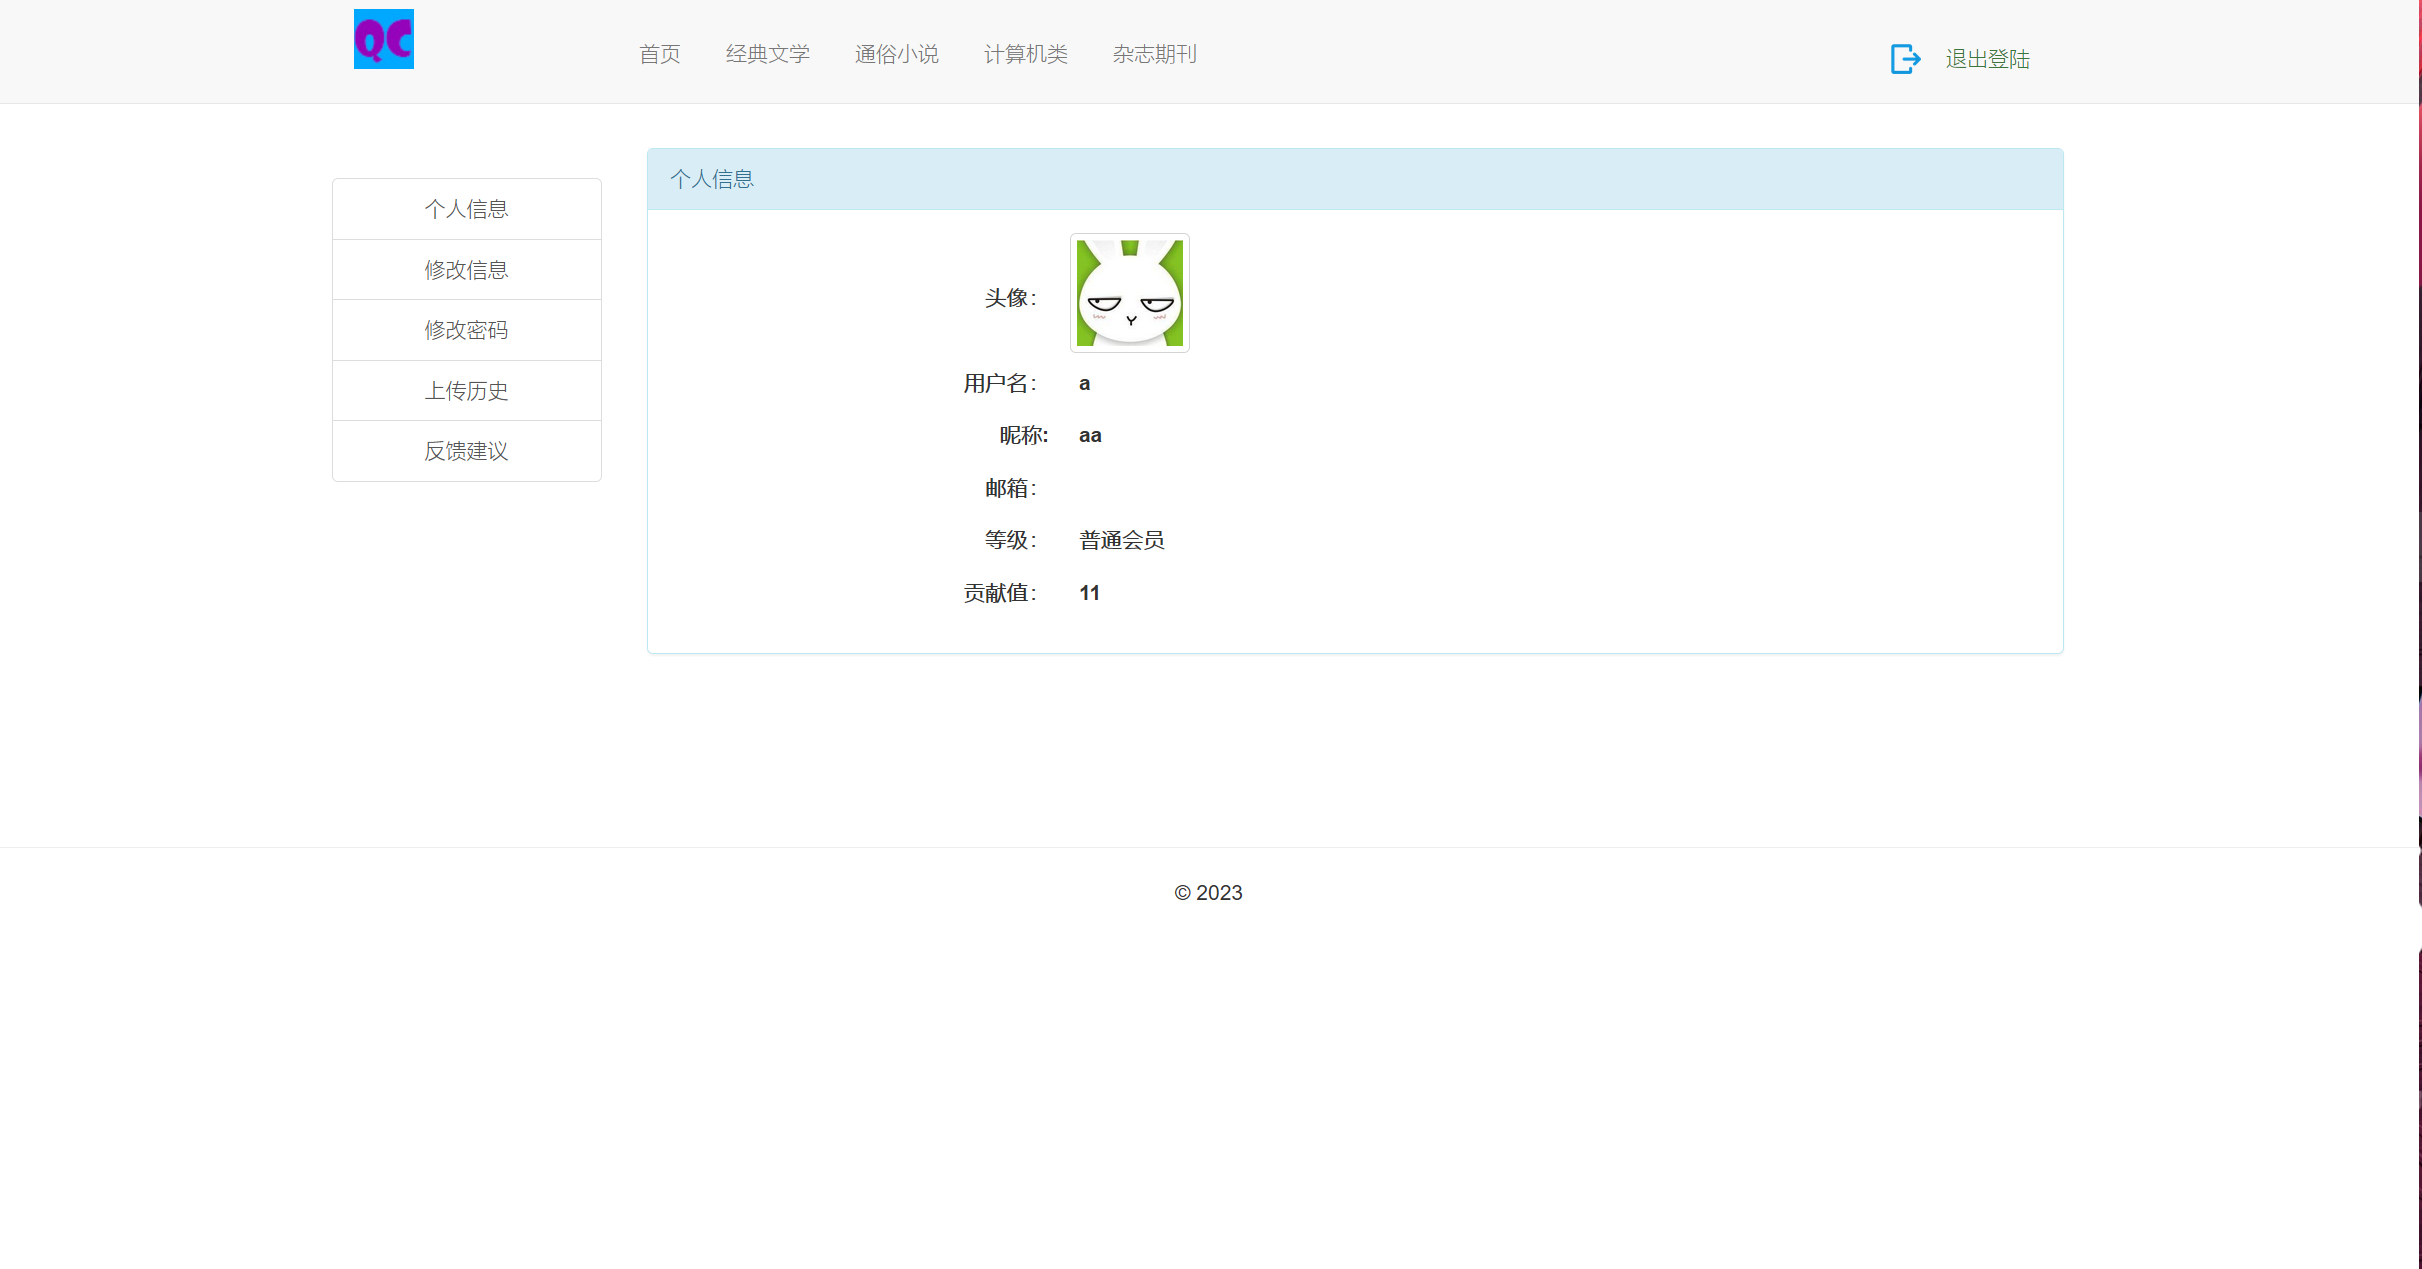 QC
首页 经典文学 通俗小说 计算机类 杂志期刊 退出登陆
个人信息
修改信息
修改密码
上传历史
反馈建议
个人信息
头像：
用户名： a
昵称: aa
邮箱：
等级： 普通会员
贡献值： 11
© 2023